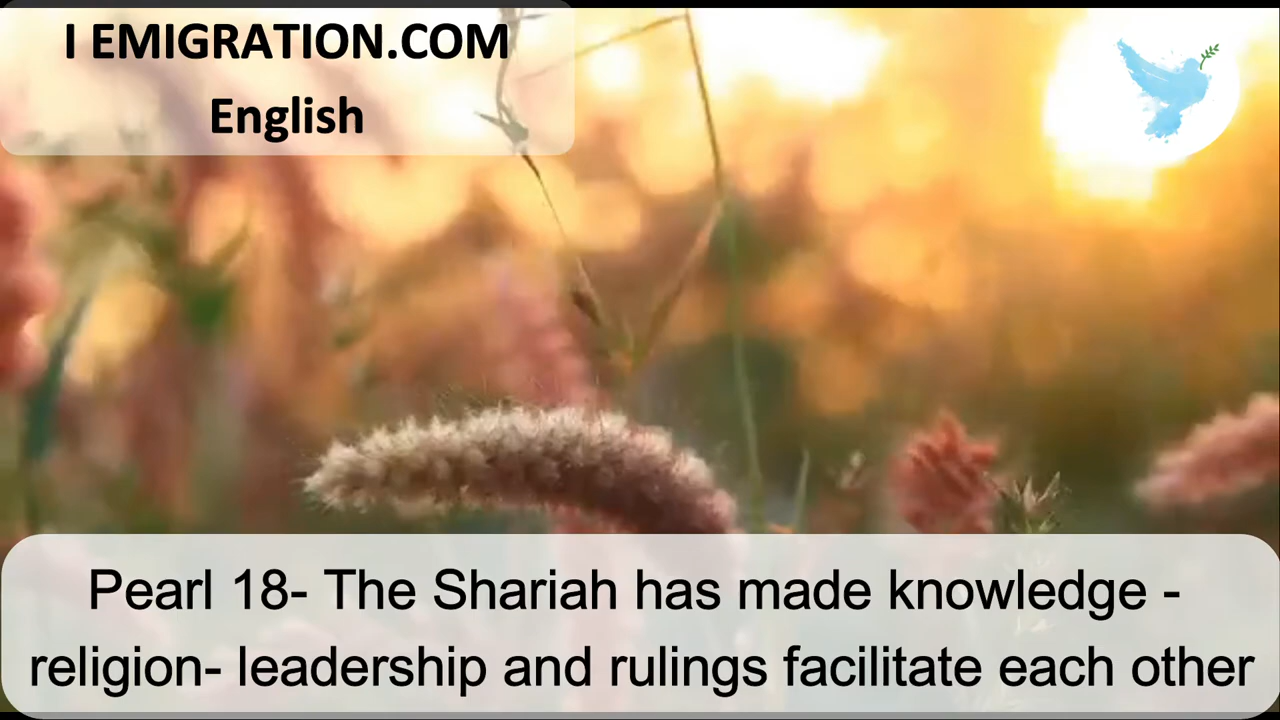 I EMIGRATION.COM
English
Pearl 18- The Shariah has made knowledge -
religion- leadership and rulings facilitate each other